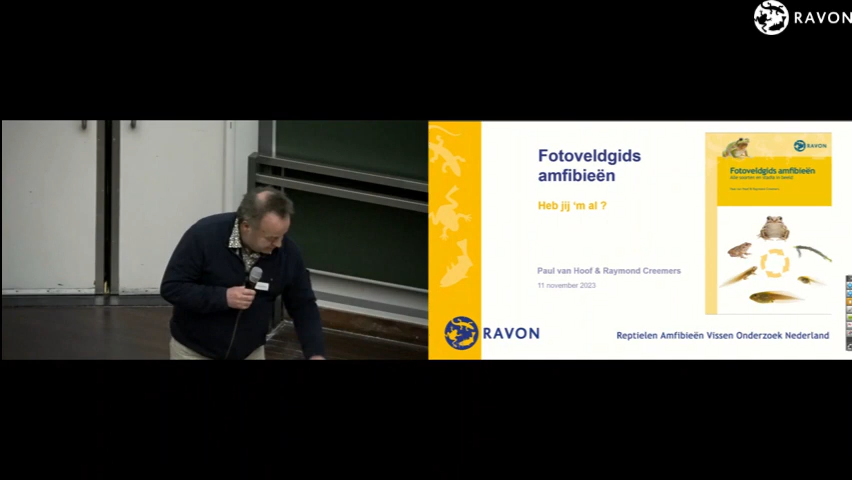 RAVON
Fotoveldgids
amfibieën
Heb jij 'm al ?
Paul van Hoof & Raymond Creemers
11 november 2023
RAVON
Reptielen Amfibieën Vissen Onderzoek Nederland
RAVON
Fotoveldgids amfibieën